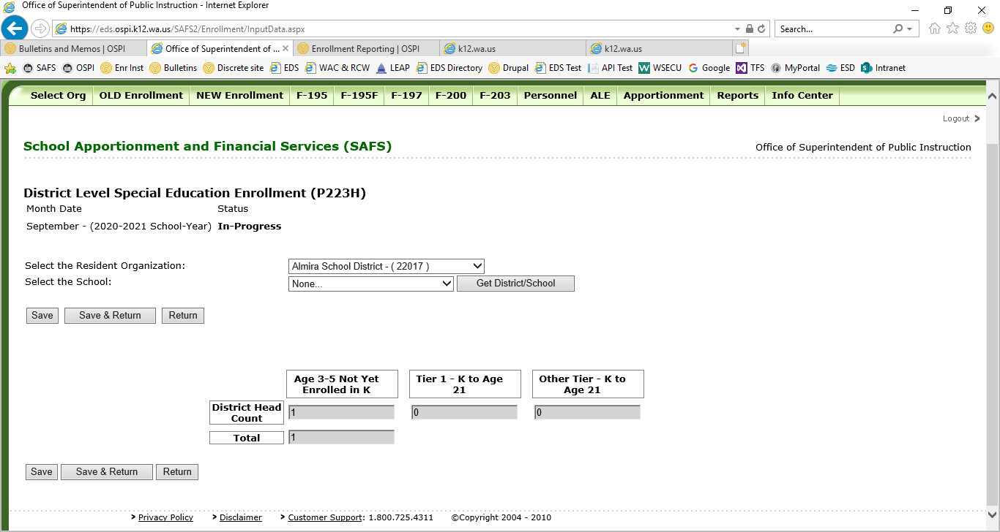 Office of Superintendent of Public Instruction - Internet Explorer
https://eds.ospi.k12.wa.us/SAFS2/Enrollment/InputData.aspx Search...
Bulletins and Memos | OSPI Office of Superintendent of ... Enrollment Reporting | OSPI k12.wa.us k12.wa.us
SAFS OSPI Enr Inst Bulletins Discrete site EDS WAC & RCW LEAP EDS Directory Drupal EDS Test API Test WSECU Google TFS MyPortal ESD Intranet
Select Org OLD Enrollment NEW Enrollment F-195 F-195F F-197 F-200 F-203 Personnel ALE Apportionment Reports Info Center
Logout >
School Apportionment and Financial Services (SAFS) Office of Superintendent of Public Instruction
District Level Special Education Enrollment (P223H)
Month Date Status
September - (2020-2021 School-Year) In-Progress
Select the Resident Organization: Almira School District - ( 22017 )
Select the School: None... Get District/School
Save Save & Return Return
Age 3-5 Not Yet Enrolled in K Tier 1 - K to Age 21 Other Tier - K to Age 21
District Head Count 1 0 0
Total 1
Save Save & Return Return
> Privacy Policy > Disclaimer > Customer Support: 1.800.725.4311 ©Copyright 2004 - 2010